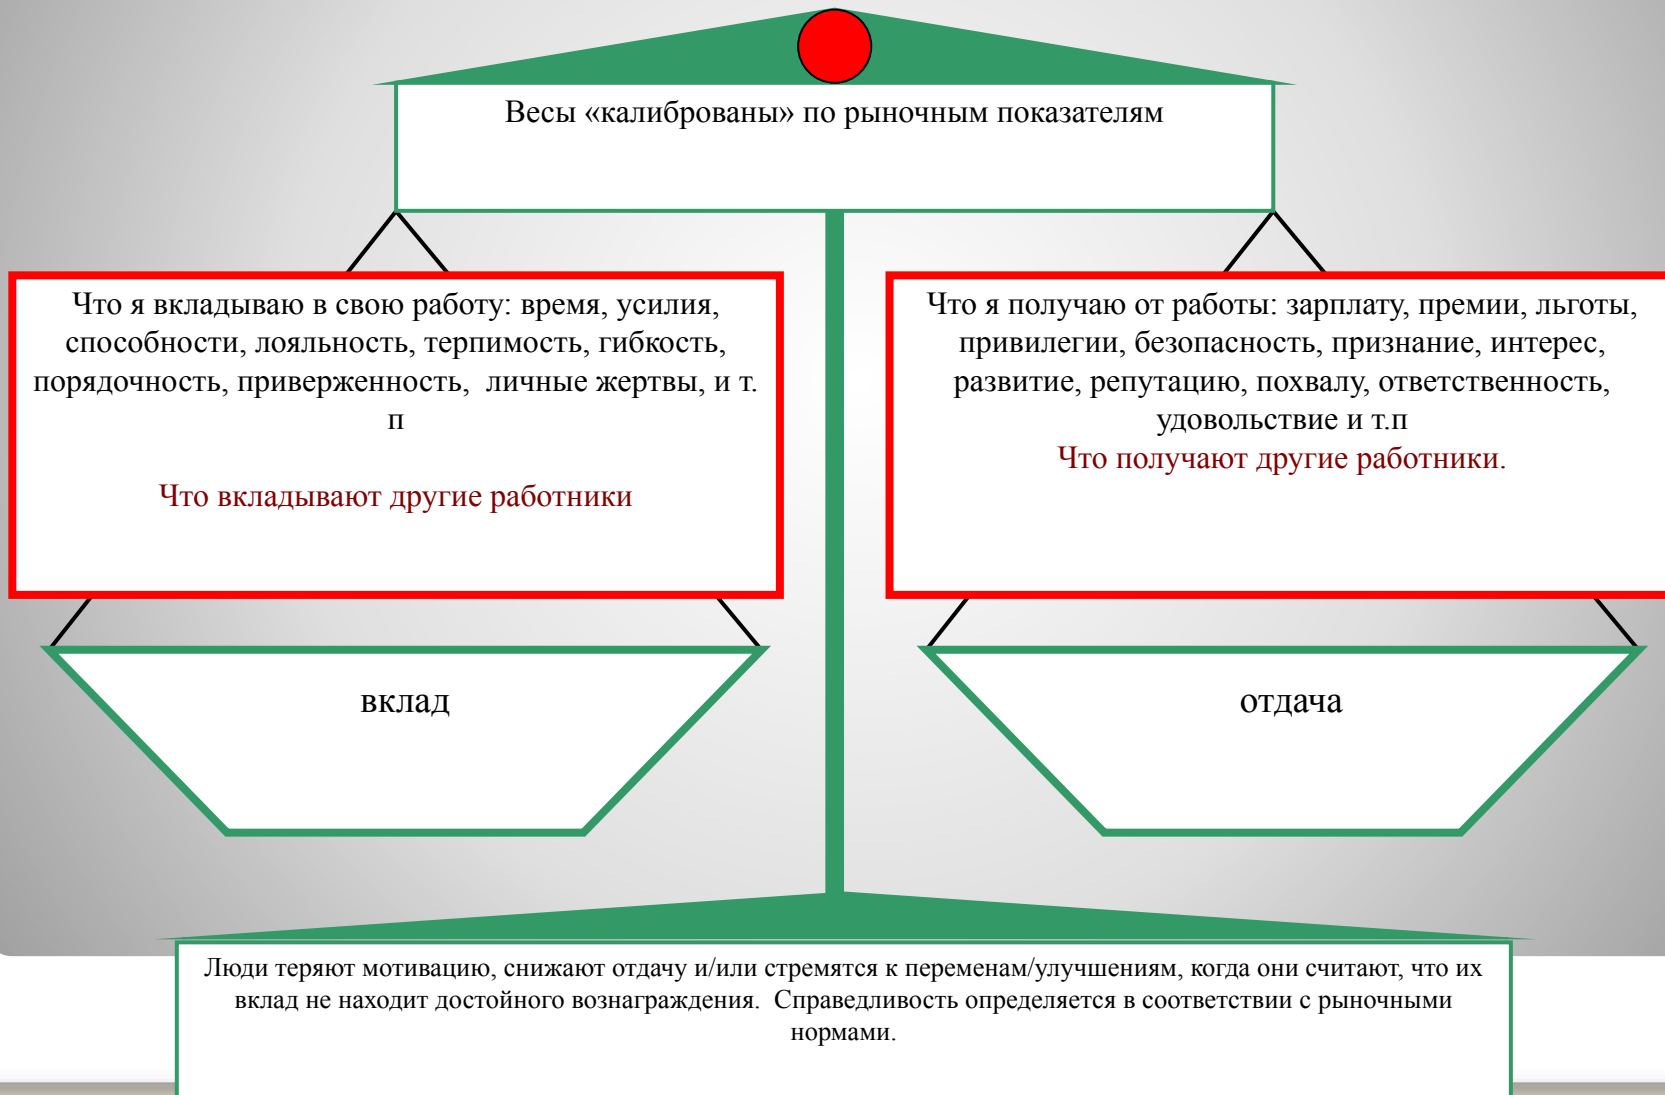 Весы «калиброваны» по рыночным показателям
Что я вкладываю в свою работу: время, усилия,
способности, лояльность, терпимость, гибкость,
порядочность, приверженность,  личные жертвы, и т.
п
Что вкладывают другие работники
Что я получаю от работы: зарплату, премии, льготы,
привилегии, безопасность, признание, интерес,
развитие, репутацию, похвалу, ответственность,
удовольствие и т.п
Что получают другие работники.
вклад
отдача
Люди теряют мотивацию, снижают отдачу и/или стремятся к переменам/улучшениям, когда они считают, что их
вклад не находит достойного вознаграждения.  Справедливость определяется в соответствии с рыночными
нормами.